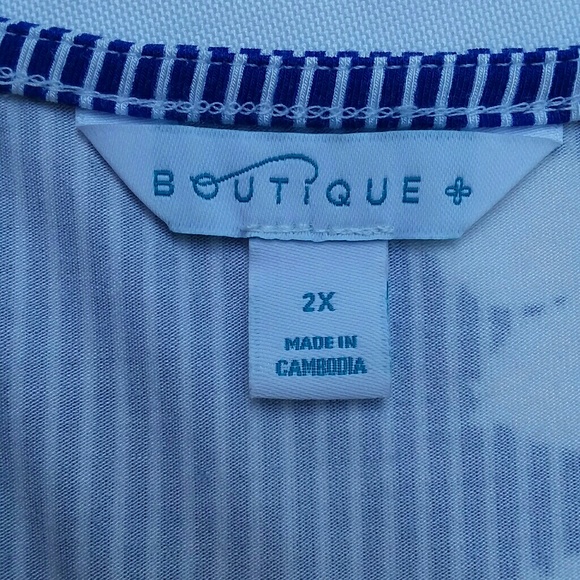 BOUTiQUE +
2X
MADE IN
CAMBODIA